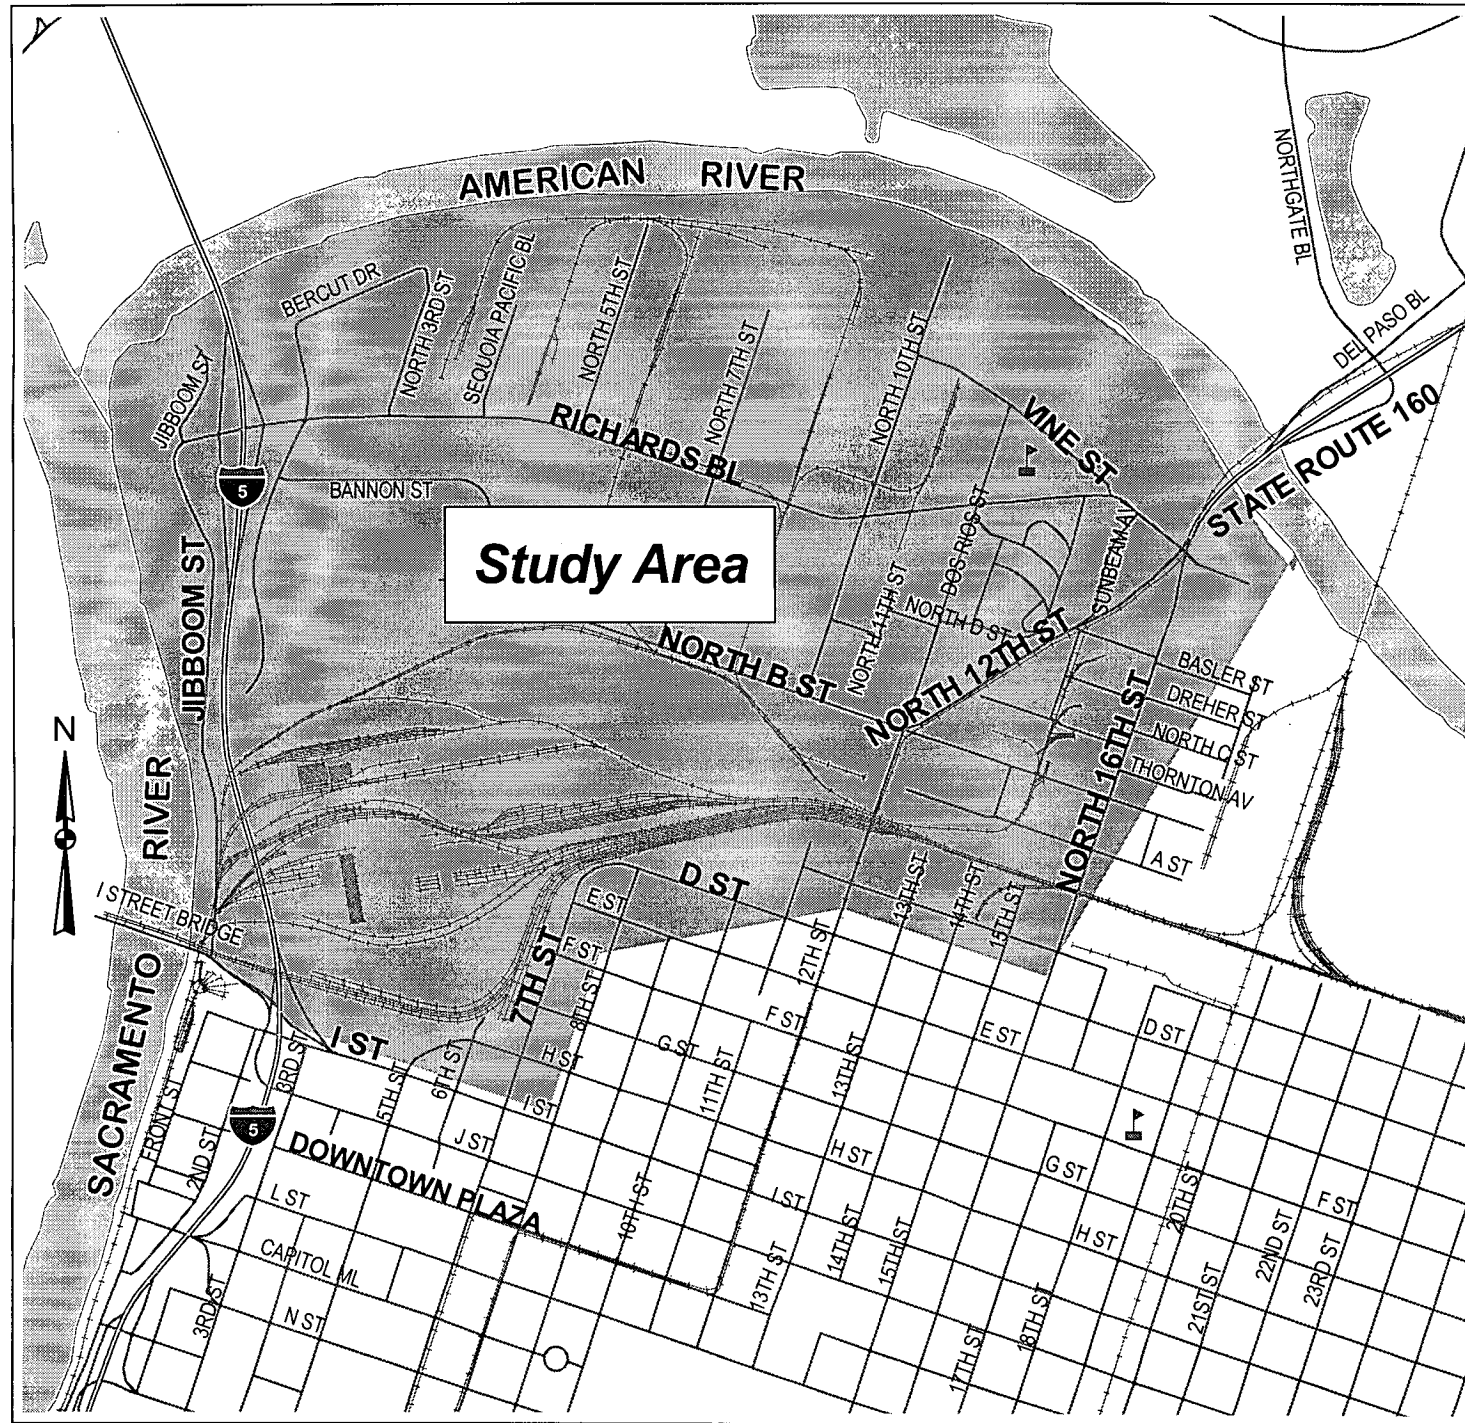 AMERICAN RIVER
NORTHGATE BL
DEL PASO BL
BERCUT DR
NORTH 3RD ST
SEQUOIA PACIFIC BL
NORTH 5TH ST
NORTH 7TH ST
NORTH 10TH ST
JIBBOOM ST
RICHARDS BL
VINE ST
STATE ROUTE 160
5
BANNON ST
Study Area
DOS RIOS ST
SUNBEAM AV
JIBBOOM ST
NORTH 11TH ST
NORTH D ST
NORTH B ST
NORTH 12TH ST
BASLER ST
DREHER ST
NORTH C ST
THORNTON AV
NORTH 16TH ST
N
A ST
SACRAMENTO RIVER
I STREET BRIDGE
D ST
E ST
F ST
7TH ST
8TH ST
12TH ST
13TH ST
14TH ST
15TH ST
I ST
H ST
G ST
F ST
E ST
D ST
3RD ST
5TH ST
6TH ST
11TH ST
13TH ST
I ST
FRONT ST
2ND ST
5
J ST
DOWNTOWN PLAZA
H ST
G ST
L ST
10TH ST
I ST
H ST
F ST
20TH ST
CAPITOL ML
13TH ST
14TH ST
15TH ST
22ND ST
23RD ST
3RD ST
N ST
17TH ST
18TH ST
21ST ST